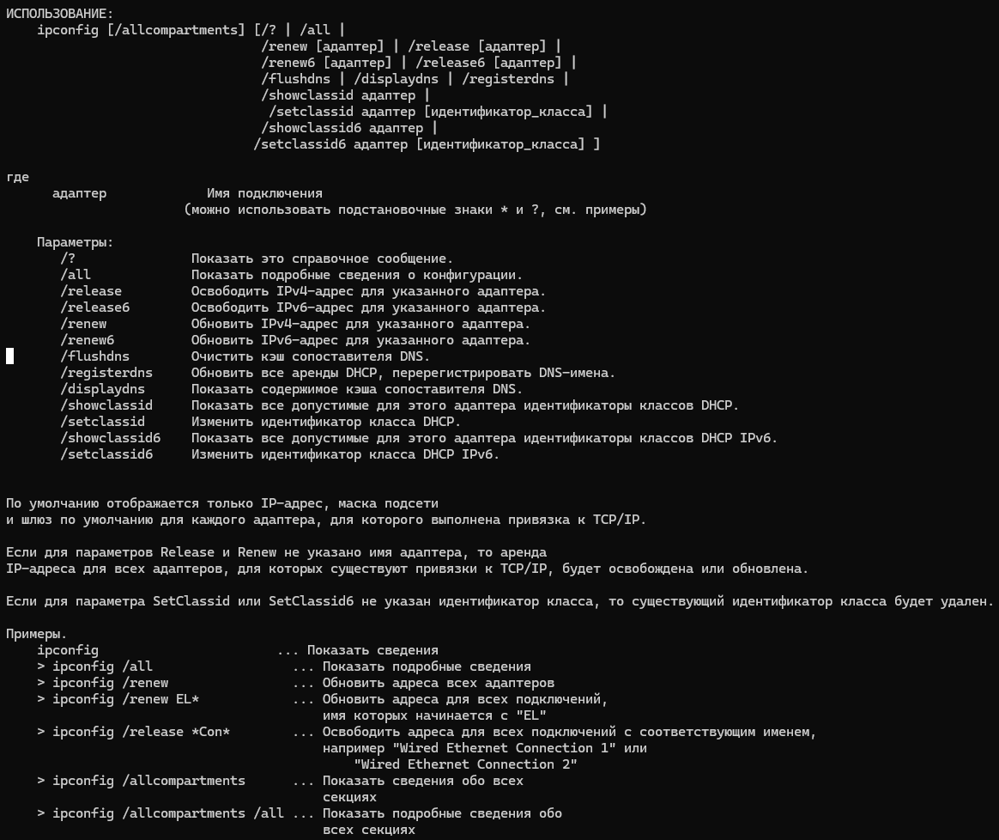 ИСПОЛЬЗОВАНИЕ:
    ipconfig [/allcompartments] [/? | /all |
                                 /renew [адаптер] | /release [адаптер] |
                                 /renew6 [адаптер] | /release6 [адаптер] |
                                 /flushdns | /displaydns | /registerdns |
                                 /showclassid адаптер |
                                  /setclassid адаптер [идентификатор_класса] |
                                 /showclassid6 адаптер |
                                /setclassid6 адаптер [идентификатор_класса] ]

где
      адаптер             Имя подключения
                       (можно использовать подстановочные знаки * и ?, см. примеры)

    Параметры:
       /?               Показать это справочное сообщение.
       /all             Показать подробные сведения о конфигурации.
       /release         Освободить IPv4-адрес для указанного адаптера.
       /release6        Освободить IPv6-адрес для указанного адаптера.
       /renew           Обновить IPv4-адрес для указанного адаптера.
       /renew6          Обновить IPv6-адрес для указанного адаптера.
       /flushdns        Очистить кэш сопоставителя DNS.
       /registerdns     Обновить все аренды DHCP, перерегистрировать DNS-имена.
       /displaydns      Показать содержимое кэша сопоставителя DNS.
       /showclassid     Показать все допустимые для этого адаптера идентификаторы классов DHCP.
       /setclassid      Изменить идентификатор класса DHCP.
       /showclassid6    Показать все допустимые для этого адаптера идентификаторы классов DHCP IPv6.
       /setclassid6     Изменить идентификатор класса DHCP IPv6.


По умолчанию отображается только IP-адрес, маска подсети
и шлюз по умолчанию для каждого адаптера, для которого выполнена привязка к TCP/IP.

Если для параметров Release и Renew не указано имя адаптера, то аренда
IP-адреса для всех адаптеров, для которых существуют привязки к TCP/IP, будет освобождена или обновлена.

Если для параметра SetClassid или SetClassid6 не указан идентификатор класса, то существующий идентификатор класса будет удален.

Примеры.
    ipconfig                       ... Показать сведения
    > ipconfig /all                  ... Показать подробные сведения
    > ipconfig /renew                ... Обновить адреса всех адаптеров
    > ipconfig /renew EL*            ... Обновить адреса для всех подключений,
                                         имя которых начинается с "EL"
    > ipconfig /release *Con*        ... Освободить адреса для всех подключений с соответствующим именем,
                                         например "Wired Ethernet Connection 1" или
                                             "Wired Ethernet Connection 2"
    > ipconfig /allcompartments      ... Показать сведения обо всех
                                         секциях
    > ipconfig /allcompartments /all ... Показать подробные сведения обо
                                         всех секциях